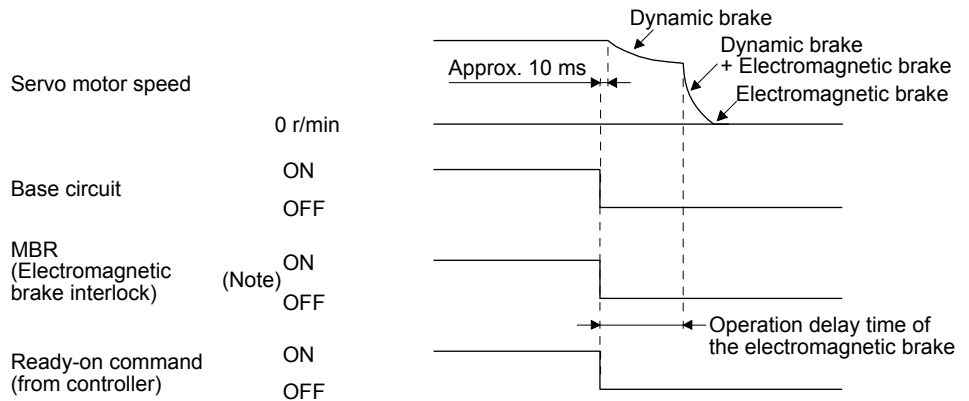 Dynamic brake
Dynamic brake
+ Electromagnetic brake
Approx. 10 ms
Servo motor speed
Electromagnetic brake
0 r/min
ON
Base circuit
OFF
MBR
(Electromagnetic
brake interlock)
(Note)
ON
OFF
Operation delay time of
the electromagnetic brake
Ready-on command
(from controller)
ON
OFF